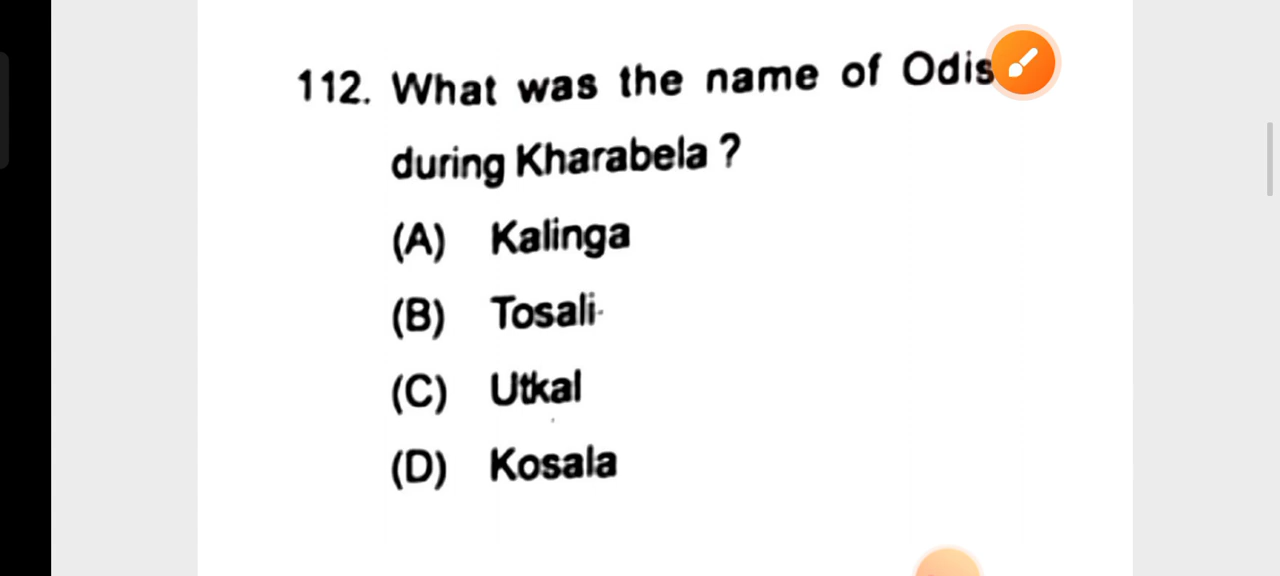 112. What was the name of Odis
during Kharabela ?
(A) Kalinga
(B) Tosali
(C) Utkal
(D) Kosala